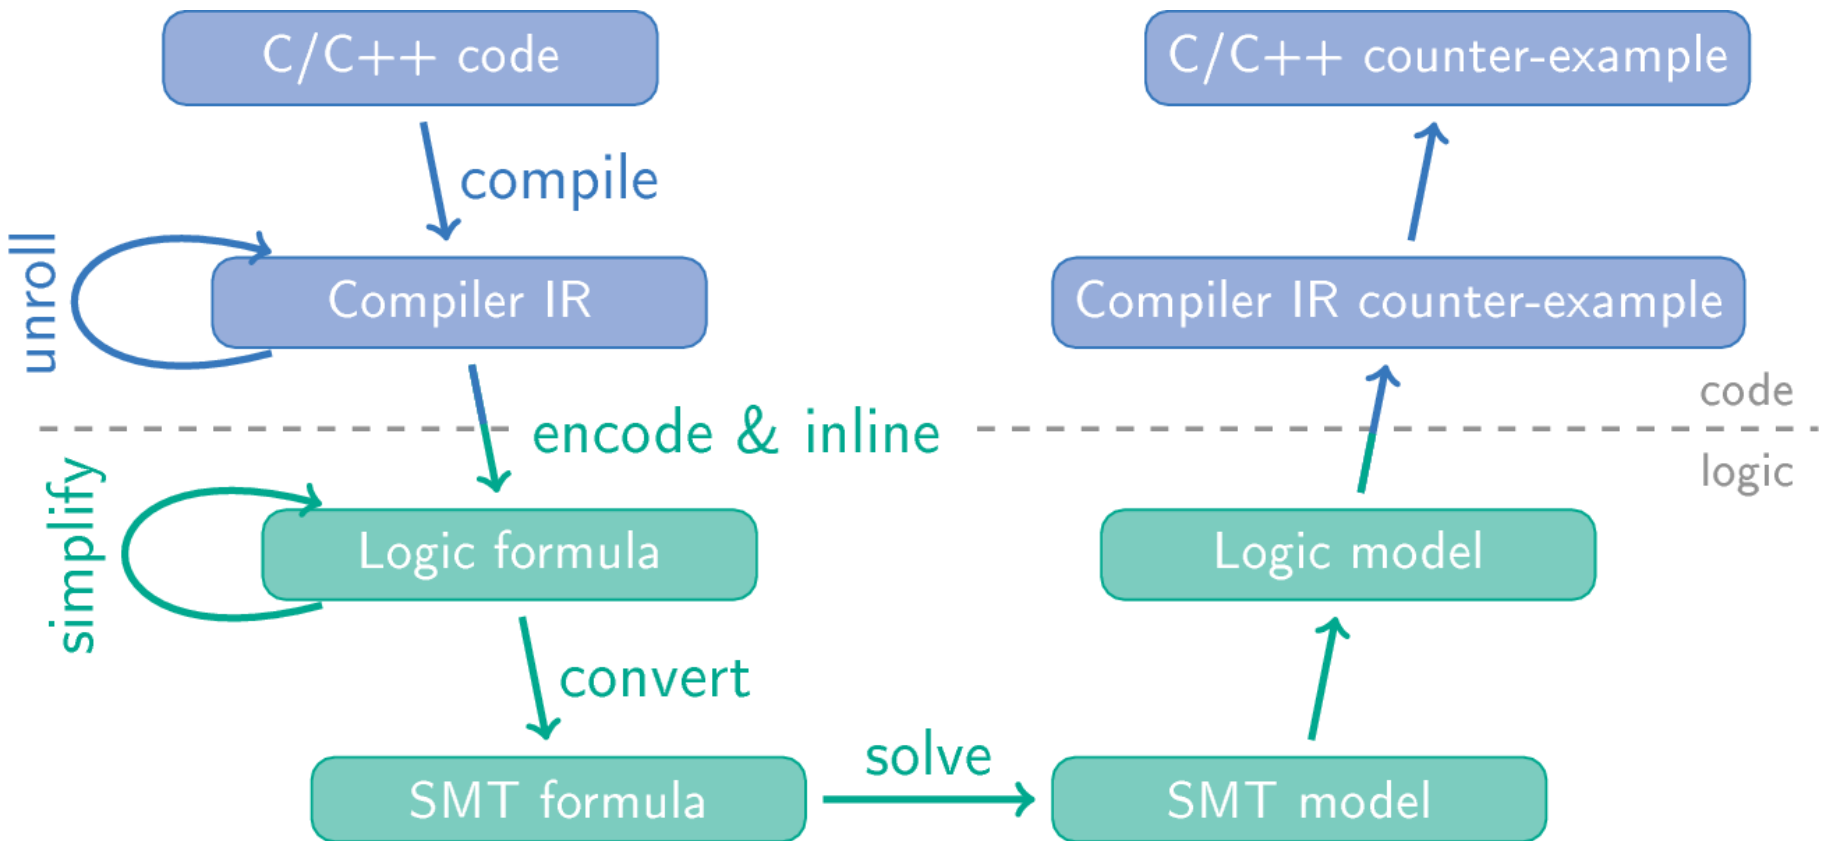 C/C++ code
C/C++ counter-example
compile
unroll
Compiler IR
Compiler IR counter-example
code
encode & inline
logic
simplify
Logic formula
Logic model
convert
solve
SMT formula
SMT model